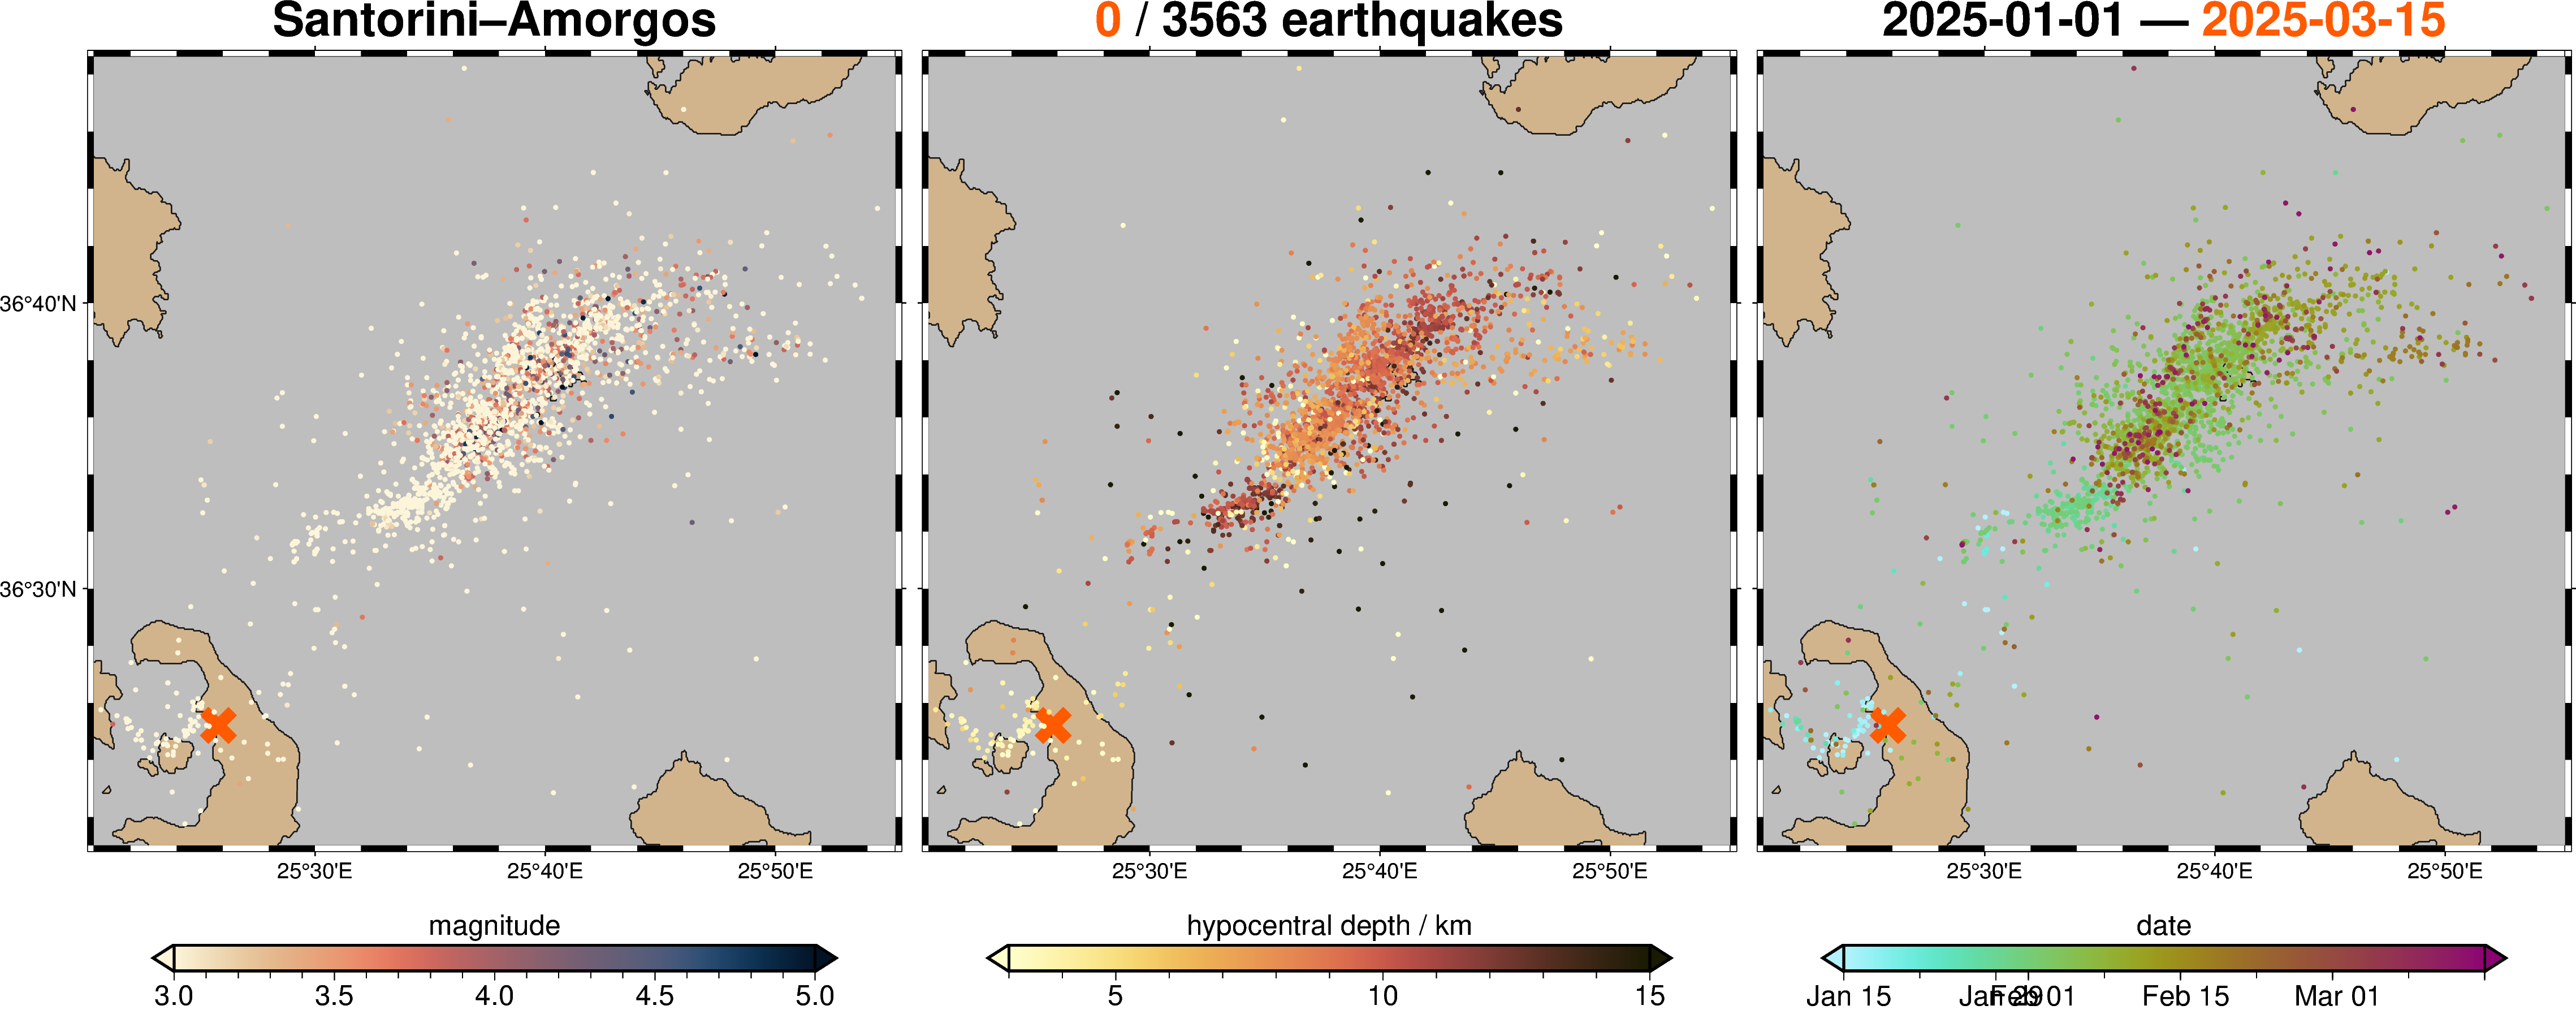 Santorini–Amorgos
0 / 3563 earthquakes
2025-01-01 — 2025-03-15
36°40'N
36°30'N
25°30'E 25°40'E 25°50'E
25°30'E 25°40'E 25°50'E
25°30'E 25°40'E 25°50'E
magnitude
3.0 3.5 4.0 4.5 5.0
hypocentral depth / km
5 10 15
date
Jan 15 Jan 29 Feb 01 Feb 15 Mar 01